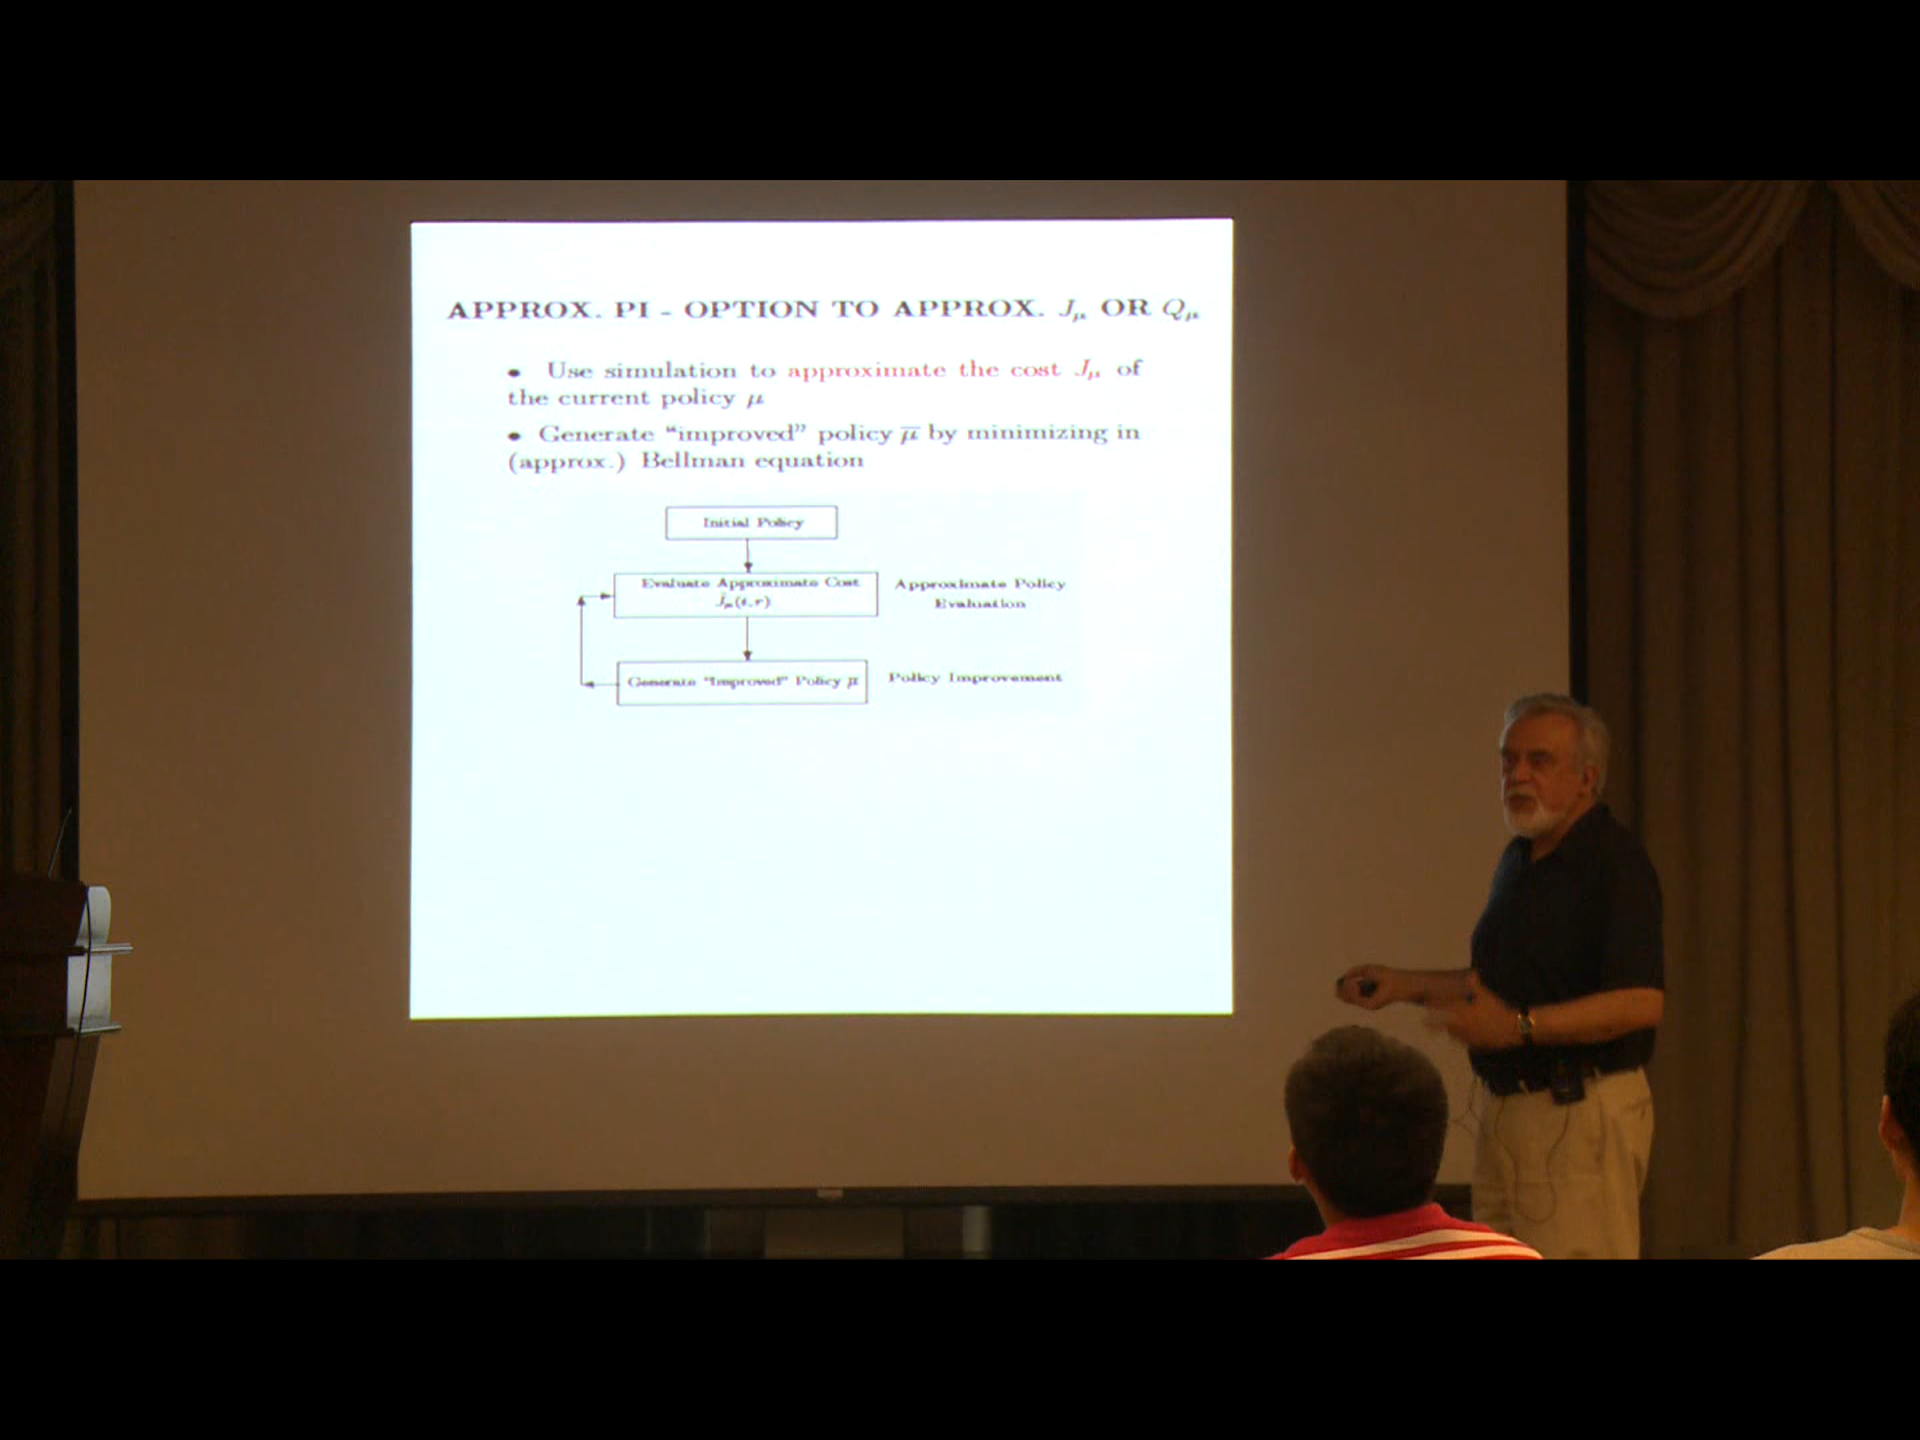 APPROX. PI - OPTION TO APPROX. J_μ OR Q_μ
• Use simulation to approximate the cost J_μ of
the current policy μ
• Generate “improved” policy μ̅ by minimizing in
(approx.) Bellman equation
Initial Policy
Evaluate Approximate Cost
J̃_μ(i, r)
Approximate Policy
Evaluation
Generate “Improved” Policy μ̅
Policy Improvement